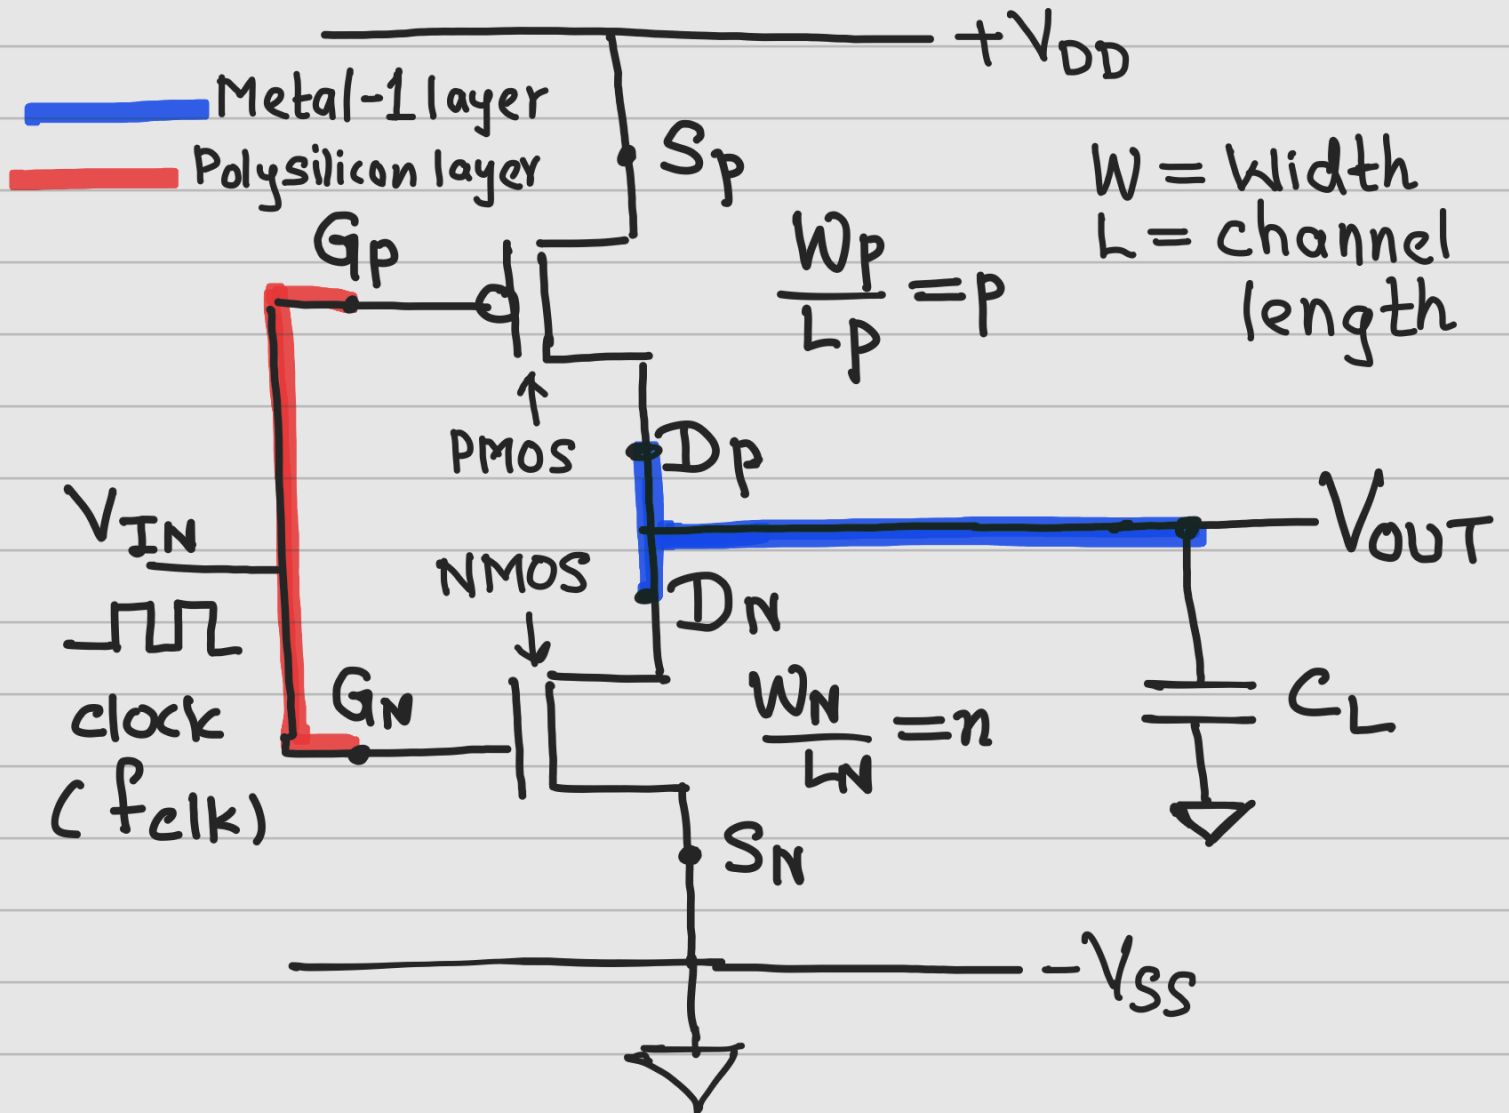 +VDD
Metal-1 layer
Polysilicon layer
Sp
W = Width
L = channel
length
Gp
Wp
Lp
= p
PMOS
Dp
VIN
VOUT
NMOS
DN
clock
(fclk)
GN
WN
LN
= n
CL
SN
-VSS